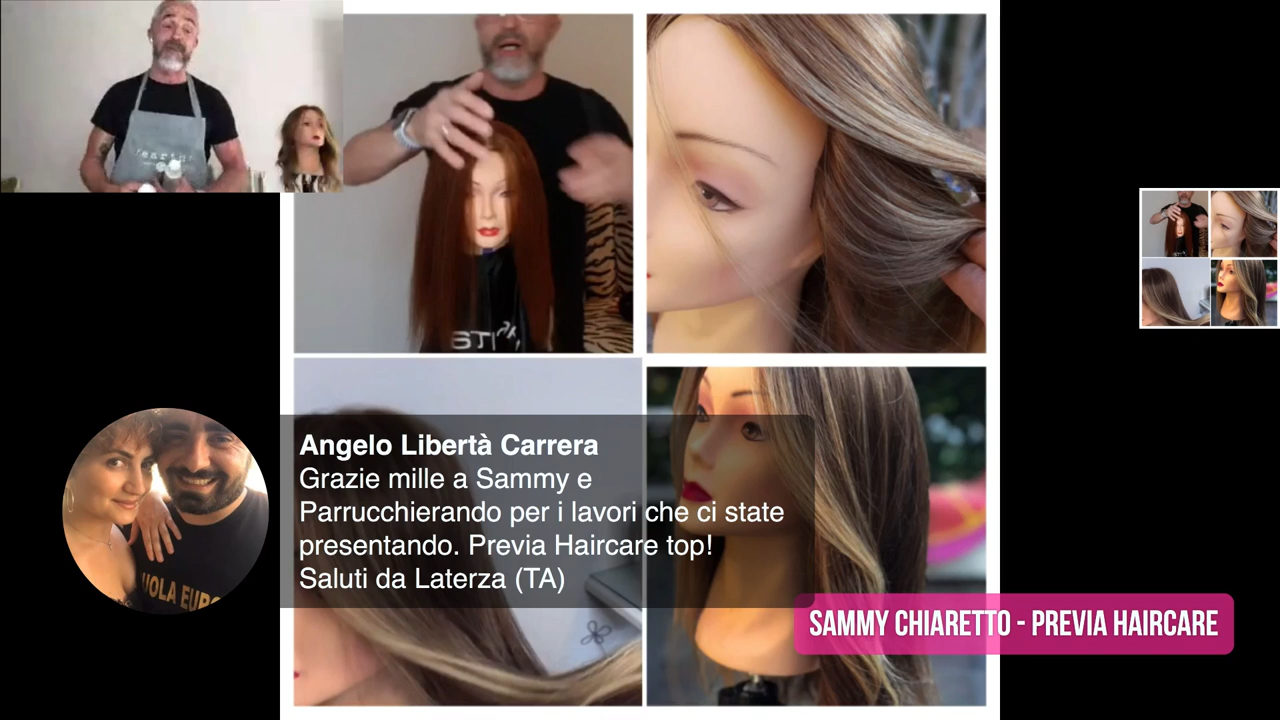 Angelo Libertà Carrera
Grazie mille a Sammy e
Parrucchierando per i lavori che ci state
presentando. Previa Haircare top!
Saluti da Laterza (TA)
SAMMY CHIARETTO - PREVIA HAIRCARE